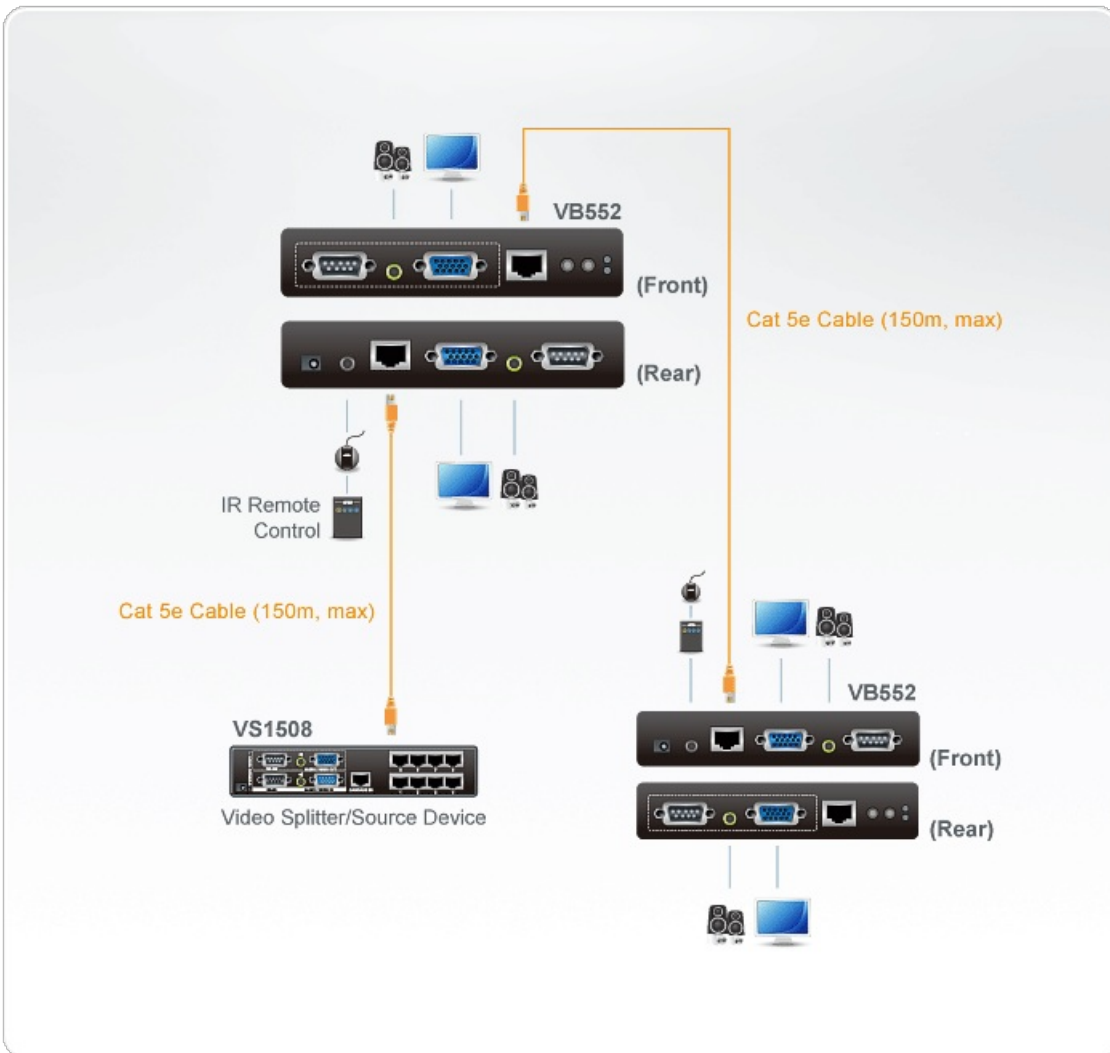 VB552
(Front)
Cat 5e Cable (150m, max)
(Rear)
IR Remote
Control
Cat 5e Cable (150m, max)
VB552
VS1508
(Front)
Video Splitter/Source Device
(Rear)